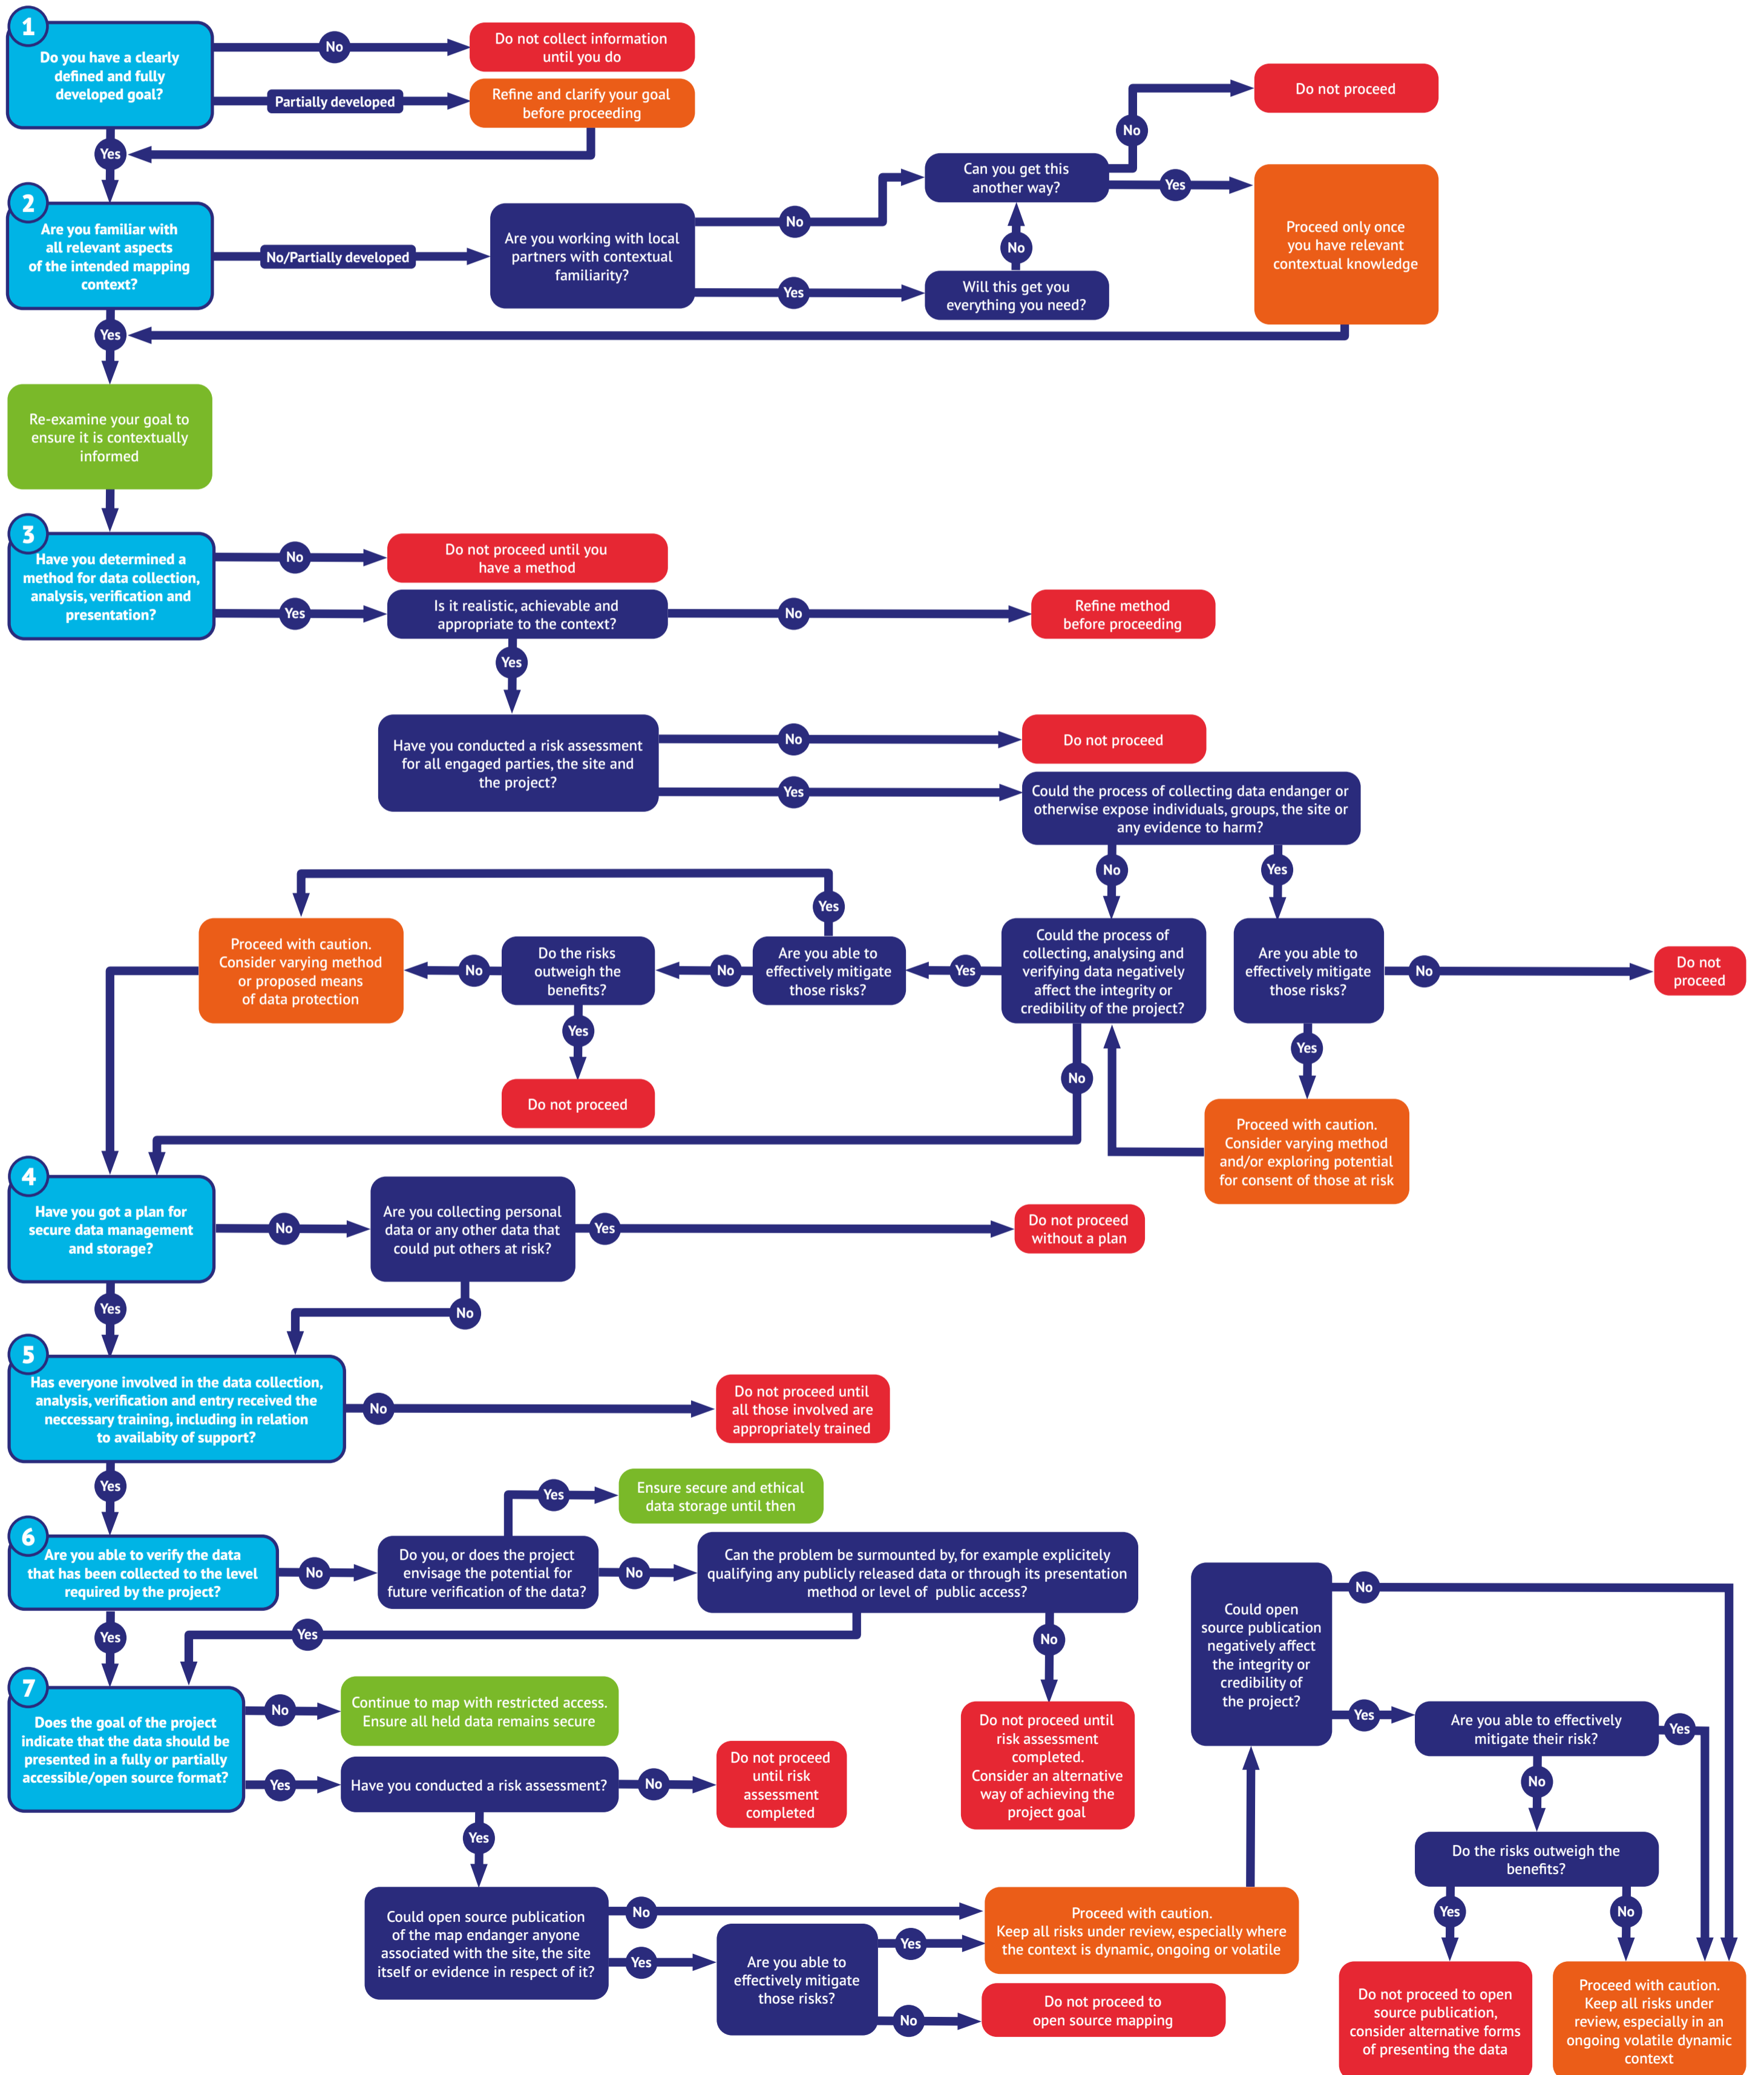 1
Do you have a clearly
defined and fully
developed goal?
No
Do not collect information
until you do
Partially developed
Refine and clarify your goal
before proceeding
Yes
2
Are you familiar with
all relevant aspects
of the intended mapping
context?
No/Partially developed
Are you working with local
partners with contextual
familiarity?
No
Yes
Can you get this
another way?
No
Will this get you
everything you need?
No
Do not proceed
Yes
Proceed only once
you have relevant
contextual knowledge
Yes
Re-examine your goal to
ensure it is contextually
informed
3
Have you determined a
method for data collection,
analysis, verification and
presentation?
No
Do not proceed until you
have a method
Yes
Is it realistic, achievable and
appropriate to the context?
No
Refine method
before proceeding
Yes
Have you conducted a risk assessment
for all engaged parties, the site and
the project?
No
Do not proceed
Yes
Could the process of collecting data endanger or
otherwise expose individuals, groups, the site or
any evidence to harm?
No
Yes
Yes
Proceed with caution.
Consider varying method
or proposed means
of data protection
No
Do the risks
outweigh the
benefits?
No
Are you able to
effectively mitigate
those risks?
Yes
Could the process of
collecting, analysing and
verifying data negatively
affect the integrity or
credibility of the project?
Are you able to
effectively mitigate
those risks?
No
Do not
proceed
Yes
Do not proceed
No
Yes
Proceed with caution.
Consider varying method
and/or exploring potential
for consent of those at risk
4
Have you got a plan for
secure data management
and storage?
No
Are you collecting personal
data or any other data that
could put others at risk?
Yes
Do not proceed
without a plan
Yes
No
5
Has everyone involved in the data collection,
analysis, verification and entry received the
neccessary training, including in relation
to availabity of support?
No
Do not proceed until
all those involved are
appropriately trained
Yes
Yes
Ensure secure and ethical
data storage until then
6
Are you able to verify the data
that has been collected to the level
required by the project?
No
Do you, or does the project
envisage the potential for
future verification of the data?
No
Can the problem be surmounted by, for example explicitely
qualifying any publicly released data or through its presentation
method or level of  public access?
Yes
Yes
No
Do not proceed until
risk assessment
completed.
Consider an alternative
way of achieving the
project goal
7
Does the goal of the project
indicate that the data should be
presented in a fully or partially
accessible/open source format?
No
Continue to map with restricted access.
Ensure all held data remains secure
Yes
Have you conducted a risk assessment?
No
Do not proceed
until risk
assessment
completed
Yes
Could open source publication
of the map endanger anyone
associated with the site, the site
itself or evidence in respect of it?
No
Yes
Are you able to
effectively mitigate
those risks?
Yes
No
Proceed with caution.
Keep all risks under review, especially where
the context is dynamic, ongoing or volatile
Do not proceed to
open source mapping
Could open
source publication
negatively affect
the integrity or
credibility of
the project?
No
Yes
Are you able to effectively
mitigate their risk?
Yes
No
Do the risks outweigh the
benefits?
Yes
No
Do not proceed to open
source publication,
consider alternative forms
of presenting the data
Proceed with caution.
Keep all risks under
review, especially in an
ongoing volatile dynamic
context